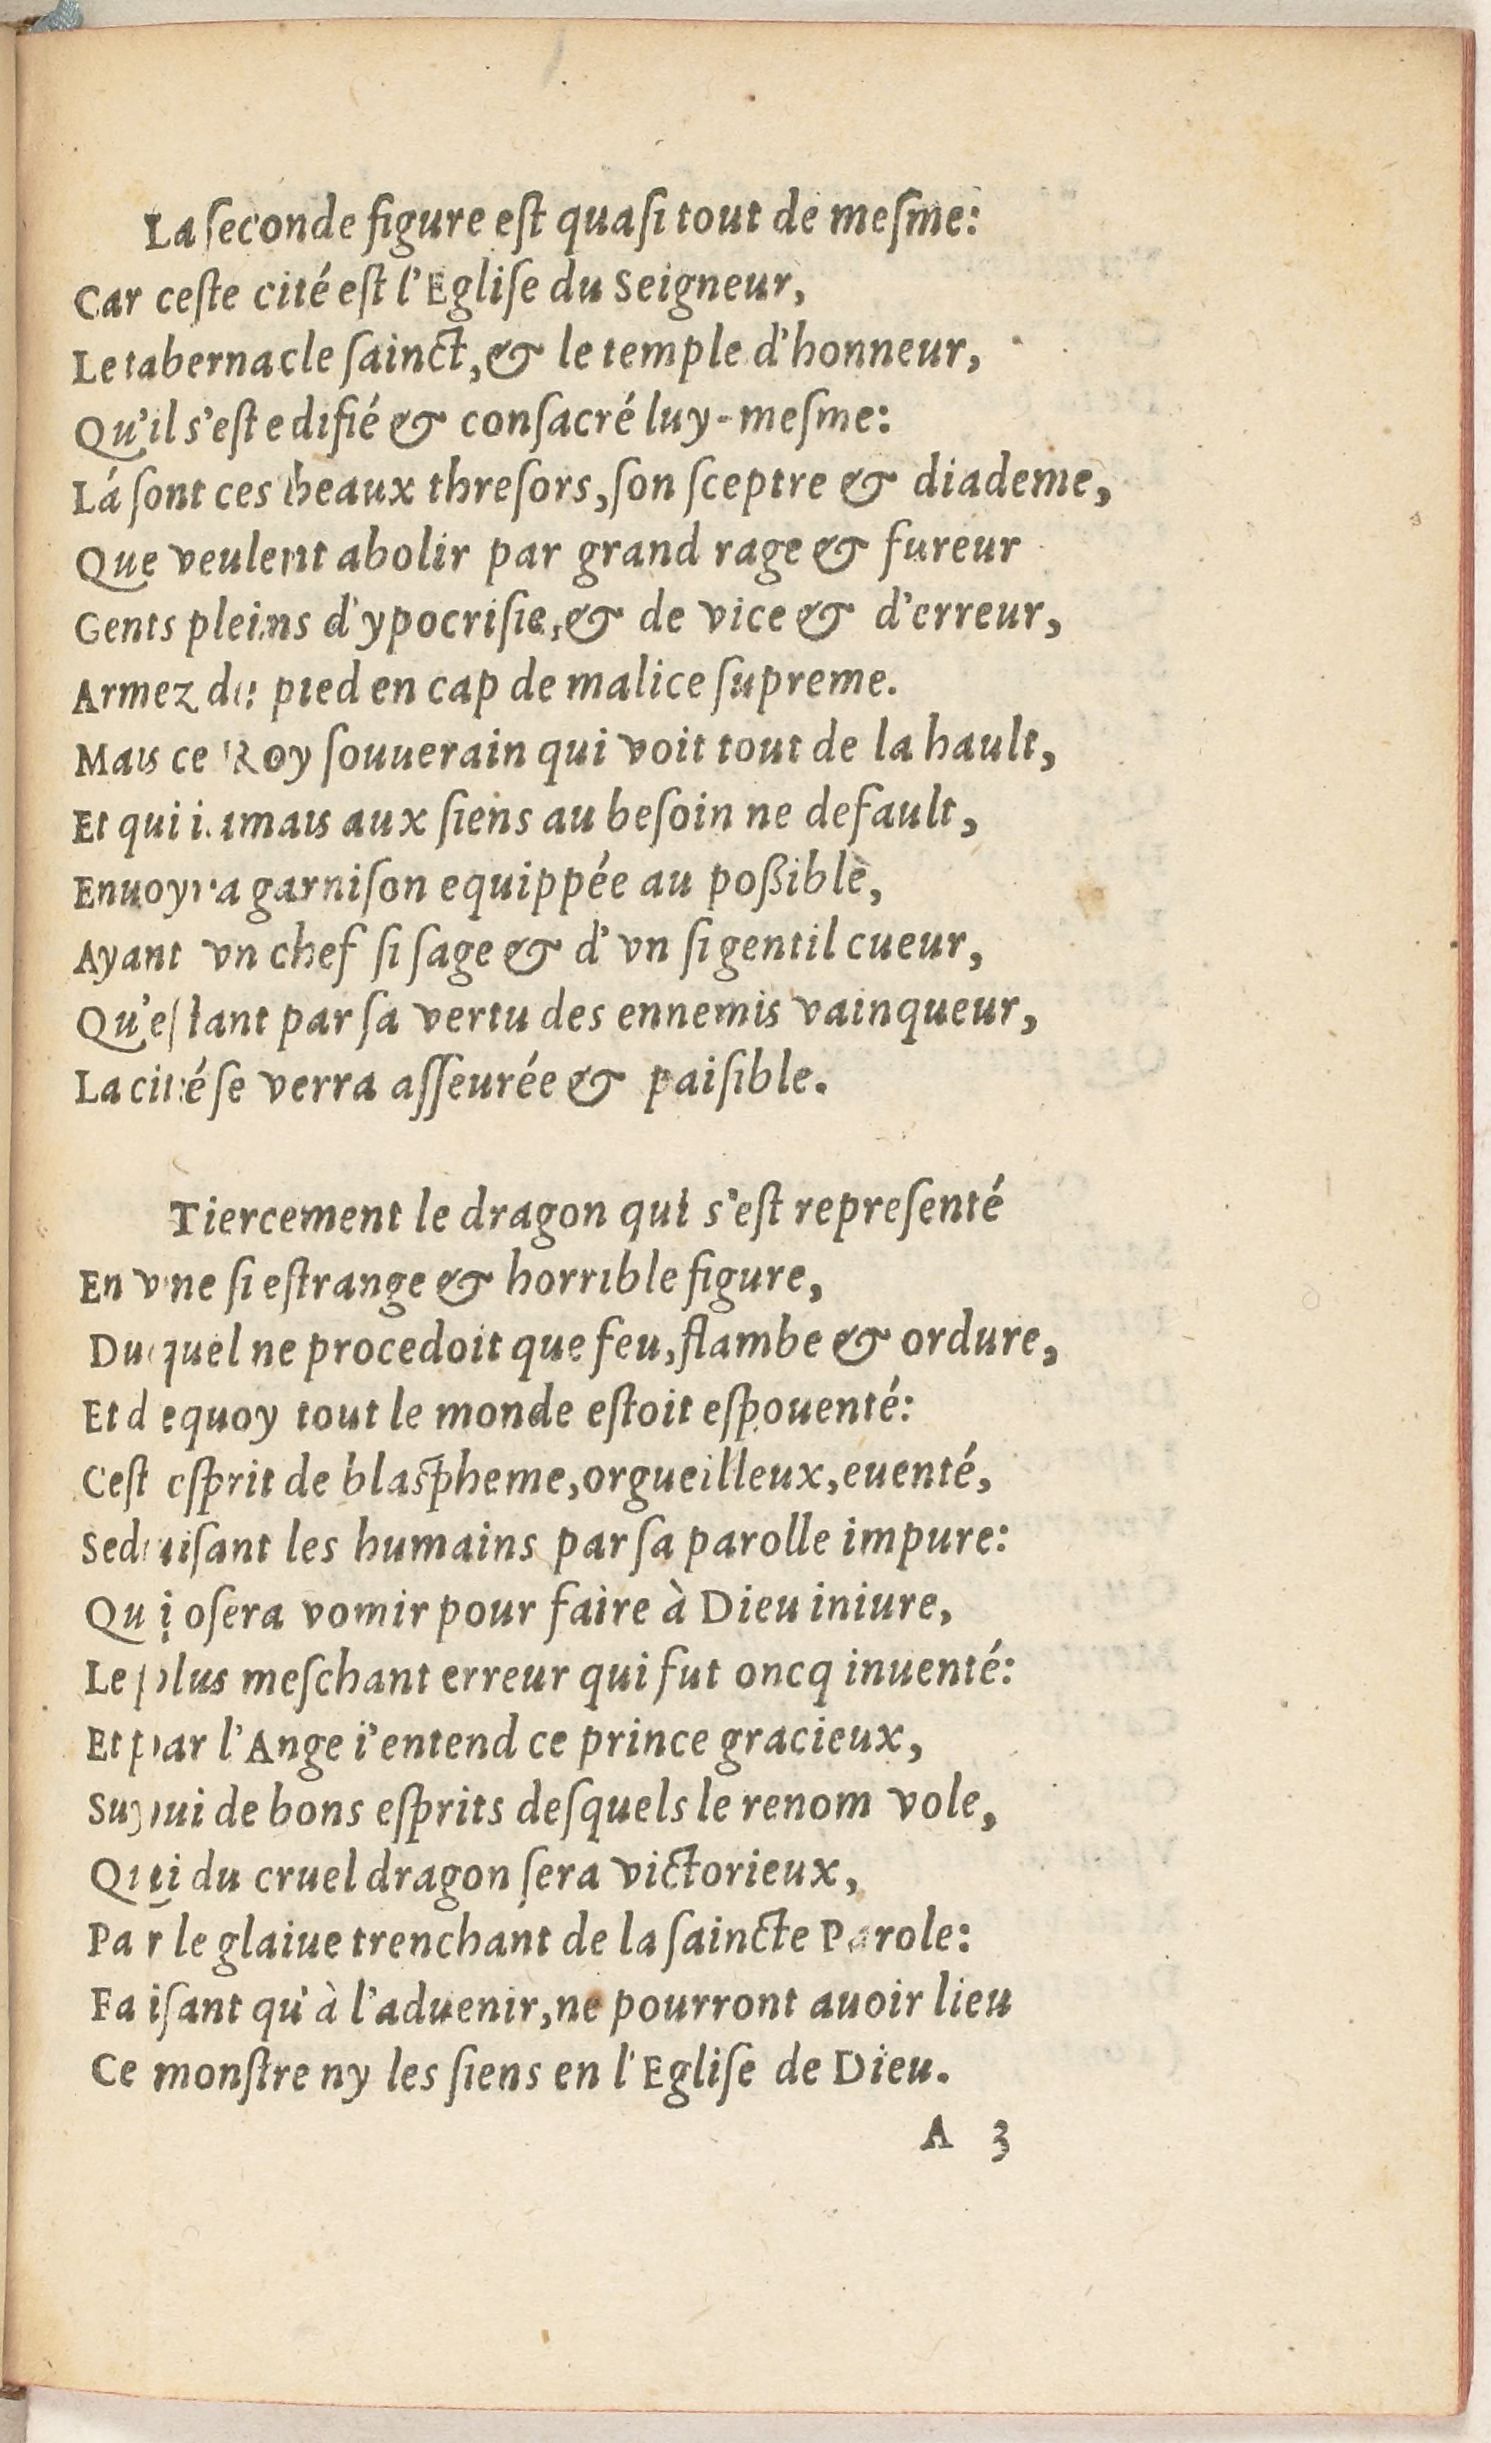 La ſeconde figure eſt quaſi tout de meſme:
Car ceſte cité eſt l'Egliſe du Seigneur,
Le tabernacle ſainct, & le temple d'honneur,
Qu'il s'eſt edifié & conſacré luy-meſme:
Lá ſont ces beaux threſors, ſon ſceptre & diademe,
Que veulent abolir par grand rage & fureur
Gents pleins d'ypocriſie, & de vice & d'erreur,
Armez de pied en cap de malice ſupreme.
Mais ce Roy ſouuerain qui voit tout de la hault,
Et qui iamais aux ſiens au beſoin ne default,
Enuoyra garniſon equippée au poßible,
Ayant vn chef ſi ſage & d'vn ſi gentil cueur,
Qu'eſtant par ſa vertu des ennemis vainqueur,
La cité ſe verra aſſeurée & paiſible.
Tiercement le dragon qui s'eſt repreſenté
En vne ſi eſtrange & horrible figure,
Duquel ne procedoit que feu, flambe & ordure,
Et dequoy tout le monde eſtoit eſpouenté:
Ceſt eſprit de blaſpheme, orgueilleux, euenté,
Seduiſant les humains par ſa parolle impure:
Qui oſera vomir pour faire à Dieu iniure,
Le plus meſchant erreur qui fut oncq inuenté:
Et par l'Ange i'entend ce prince gracieux,
Suyui de bons eſprits deſquels le renom vole,
Qui du cruel dragon ſera victorieux,
Par le glaiue trenchant de la ſaincte Parole:
Faiſant qu'à l'aduenir, ne pourront auoir lieu
Ce monſtre ny les ſiens en l'Egliſe de Dieu.
A 3